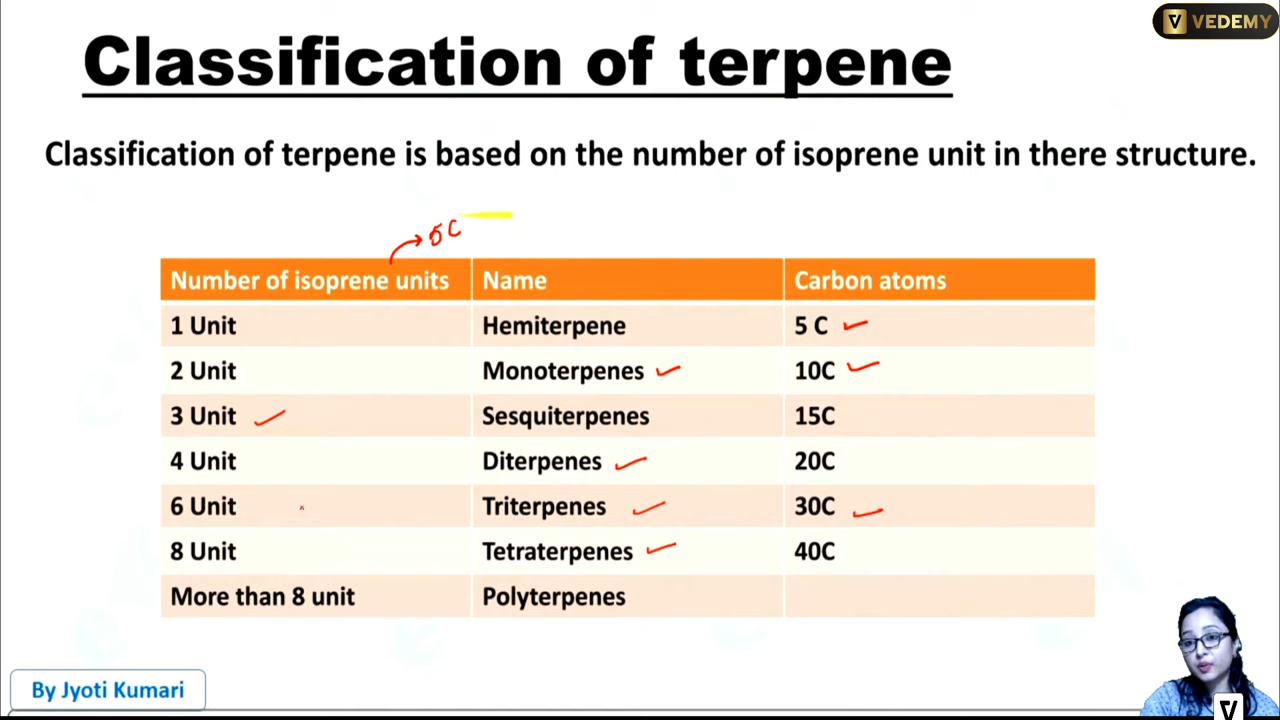 VEDEMY
Classification of terpene
Classification of terpene is based on the number of isoprene unit in there structure.
5C
Number of isoprene units Name Carbon atoms
1 Unit Hemiterpene 5 C
2 Unit Monoterpenes 10C
3 Unit Sesquiterpenes 15C
4 Unit Diterpenes 20C
6 Unit Triterpenes 30C
8 Unit Tetraterpenes 40C
More than 8 unit Polyterpenes
By Jyoti Kumari